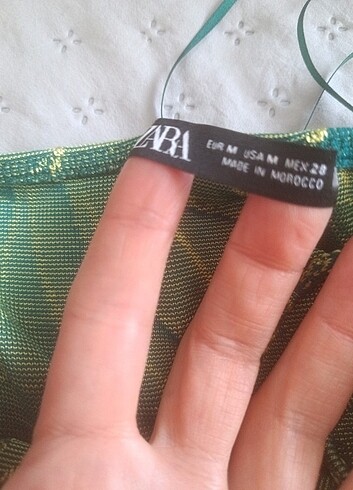 ZARA
EUR M USA M MEX 28
MADE IN MOROCCO